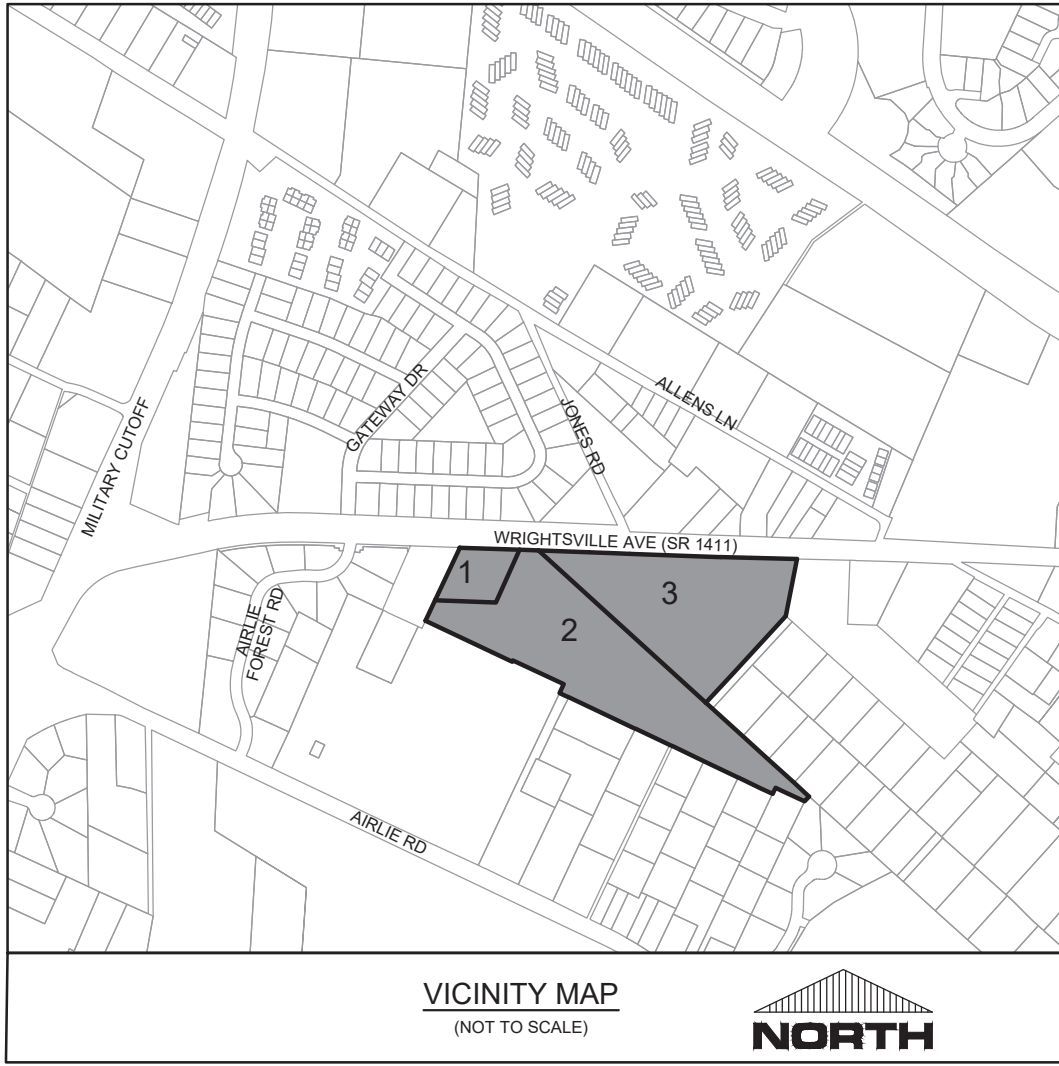 ALLENS LN
GATEWAY DR
JONES RD
MILITARY CUTOFF
WRIGHTSVILLE AVE (SR 1411)
1
3
2
AIRLIE
FOREST RD
AIRLIE RD
VICINITY MAP
(NOT TO SCALE)
NORTH